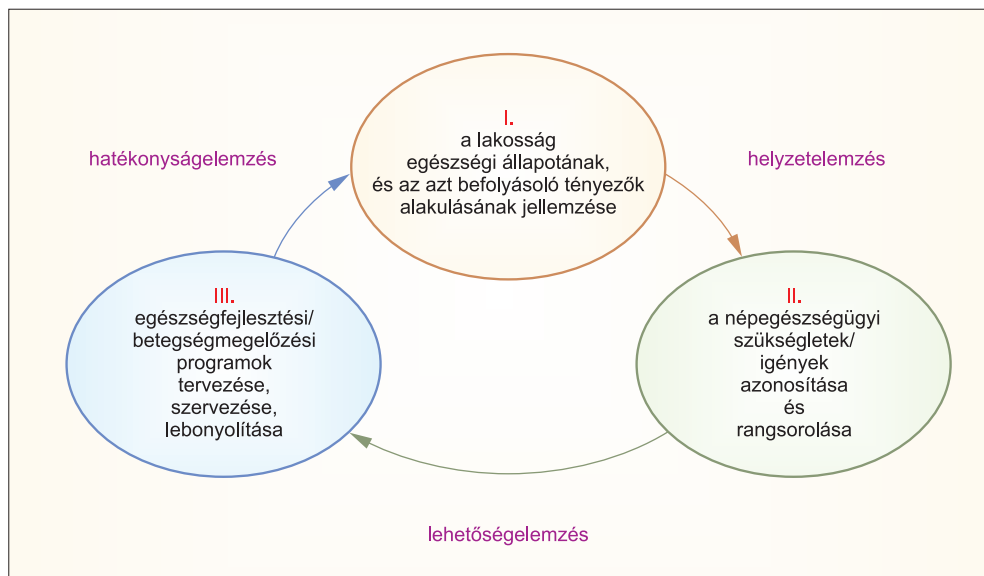 I.
a lakosság
egészségi állapotának,
és az azt befolyásoló tényezők
alakulásának jellemzése
hatékonyságelemzés
helyzetelemzés
II.
a népegészségügyi
szükségletek/
igények
azonosítása
és
rangsorolása
III.
egészségfejlesztési/
betegségmegelőzési
programok
tervezése,
szervezése,
lebonyolítása
lehetőségelemzés